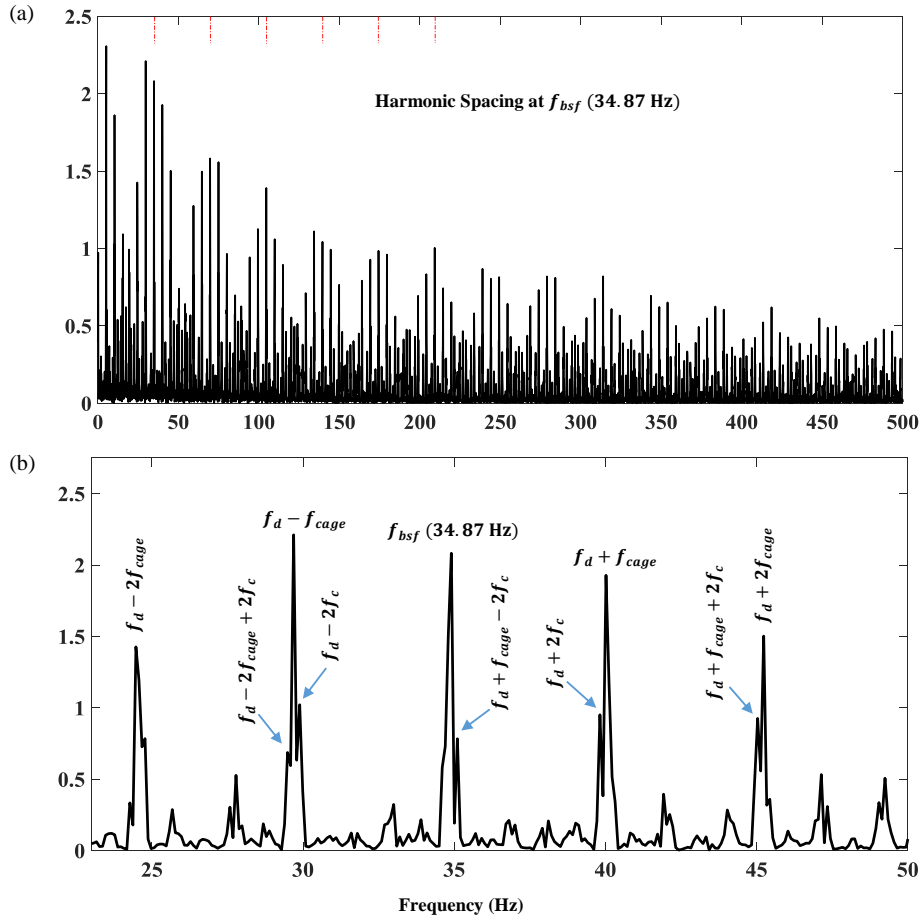 (a)
2.5
2
1.5
1
0.5
0
Harmonic Spacing at f_bsf (34.87 Hz)
0 50 100 150 200 250 300 350 400 450 500
(b)
2.5
2
1.5
1
0.5
0
f_d − 2f_cage
f_d − 2f_cage + 2f_c
f_d − f_cage
f_d − 2f_c
f_bsf (34.87 Hz)
f_d + f_cage − 2f_c
f_d + 2f_c
f_d + f_cage
f_d + f_cage + 2f_c
f_d + 2f_cage
25 30 35 40 45 50
Frequency (Hz)